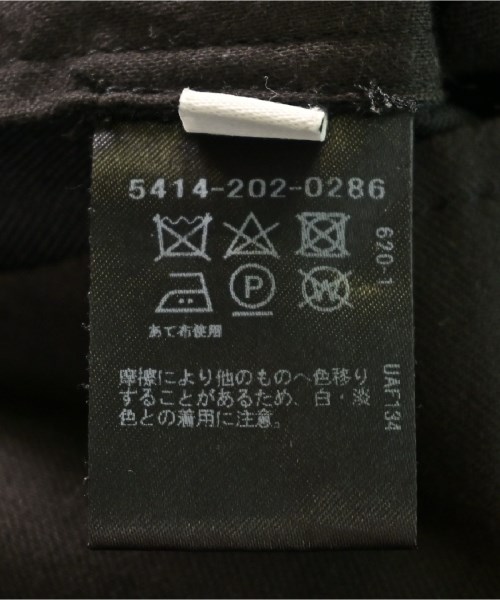 5414-202-0286
620-1
P
W
あて布使用
摩擦により他のものへ色移り
することがあるため、白・淡
色との着用に注意。
UAF134